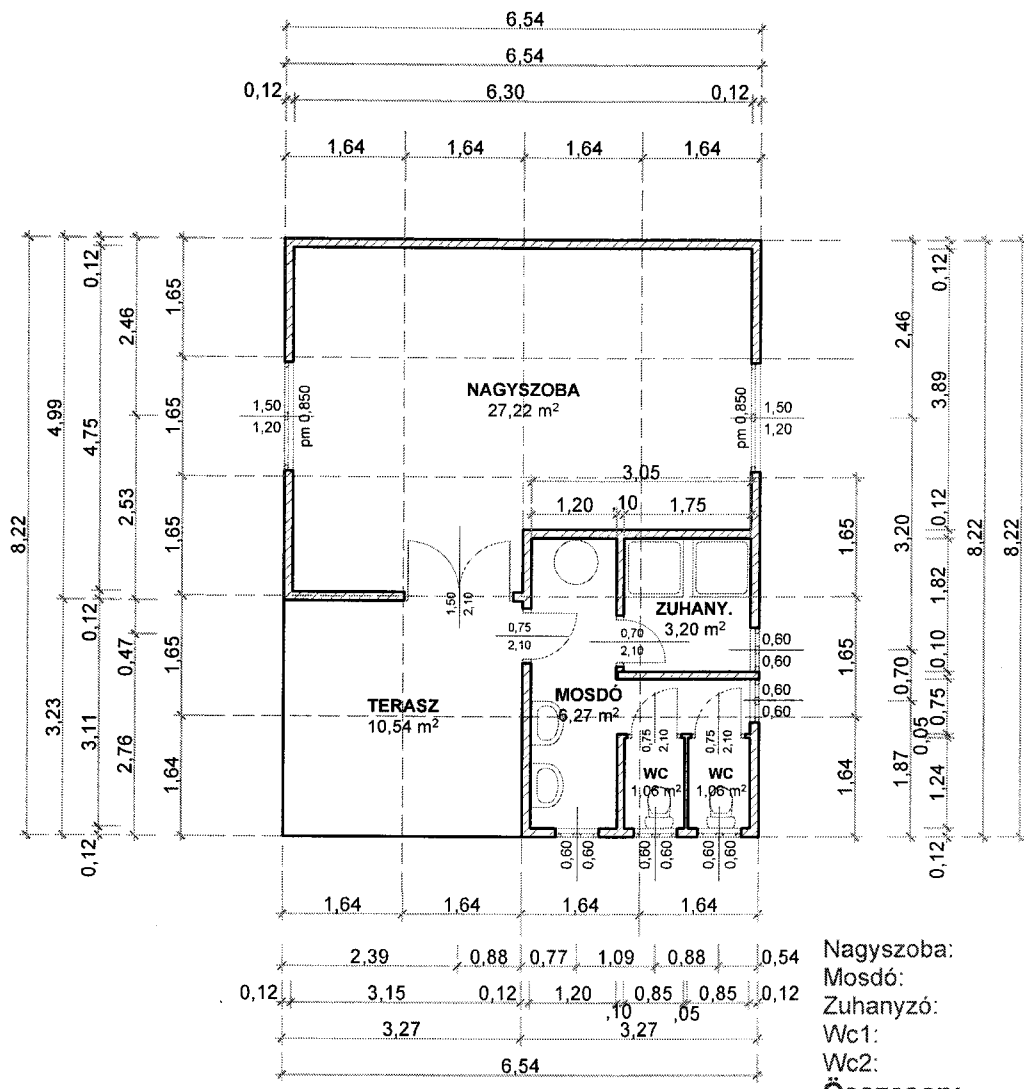 6,54
6,54
0,12 6,30 0,12
1,64 1,64 1,64 1,64
8,22
4,99 3,23
0,12 4,75 0,12 3,11 0,12
2,46 2,53 0,47 2,76
1,65 1,65 1,65 1,65 1,64
NAGYSZOBA
27,22 m²
1,50
1,20
pm 0,850
pm 0,850
1,50
1,20
3,05
1,20 ,10 1,75
1,50
2,10
0,75
2,10
0,70
2,10
ZUHANY.
3,20 m²
0,60
0,60
0,60
0,60
TERASZ
10,54 m²
MOSDÓ
6,27 m²
0,75
2,10
0,75
2,10
WC
1,06 m²
WC
1,06 m²
0,60
0,60
0,60
0,60
0,60
0,60
1,65 1,65 1,64
2,46 3,20 0,70 1,87
0,12 3,89 0,12 1,82 0,10 0,75 0,05 1,24 0,12
8,22
8,22
1,64 1,64 1,64 1,64
2,39 0,88 0,77 1,09 0,88 0,54
0,12 3,15 0,12 1,20 ,10 0,85 ,05 0,85 0,12
3,27 3,27
6,54
Nagyszoba:
Mosdó:
Zuhanyzó:
Wc1:
Wc2: